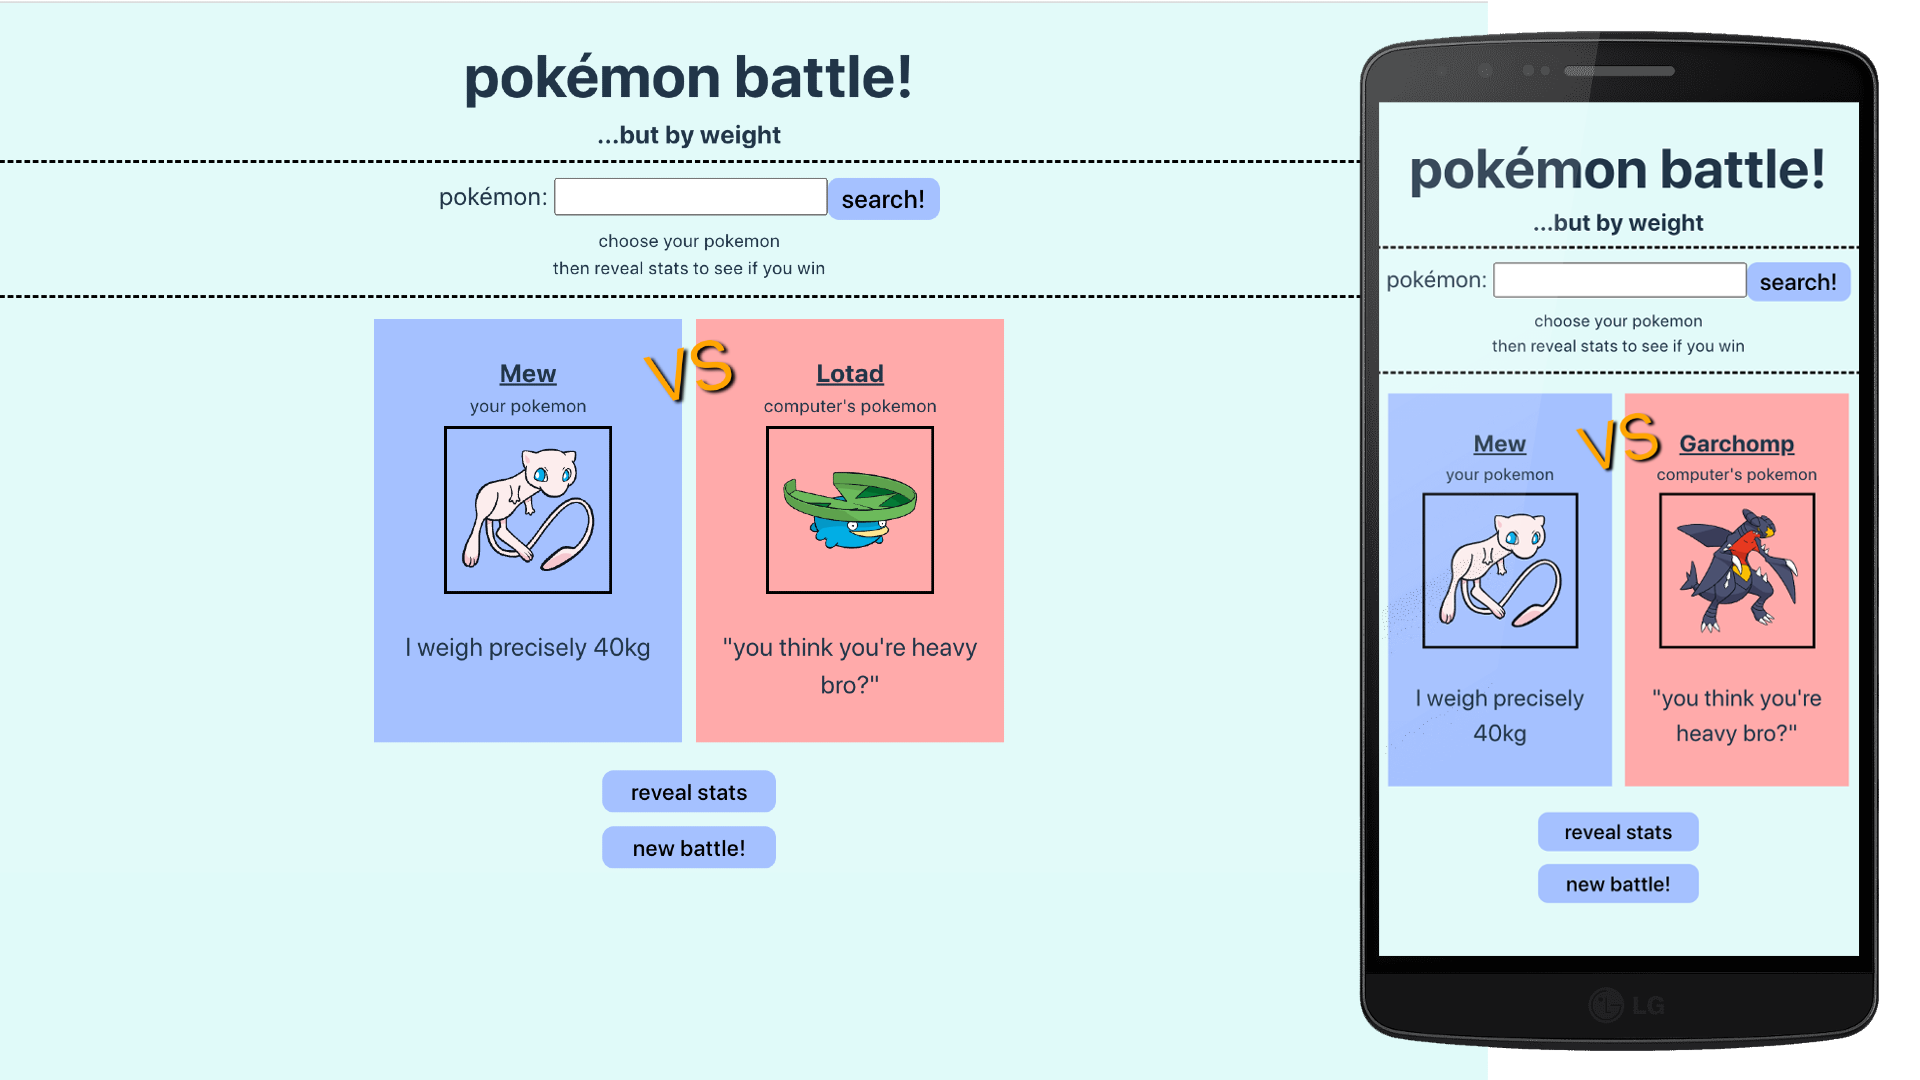 pokémon battle!
...but by weight
pokémon:
search!
choose your pokemon
then reveal stats to see if you win
Mew
your pokemon
VS
Lotad
computer's pokemon
I weigh precisely 40kg
"you think you're heavy
bro?"
reveal stats
new battle!
pokémon battle!
...but by weight
pokémon:
search!
choose your pokemon
then reveal stats to see if you win
Mew
your pokemon
VS
Garchomp
computer's pokemon
I weigh precisely
40kg
"you think you're
heavy bro?"
reveal stats
new battle!
LG